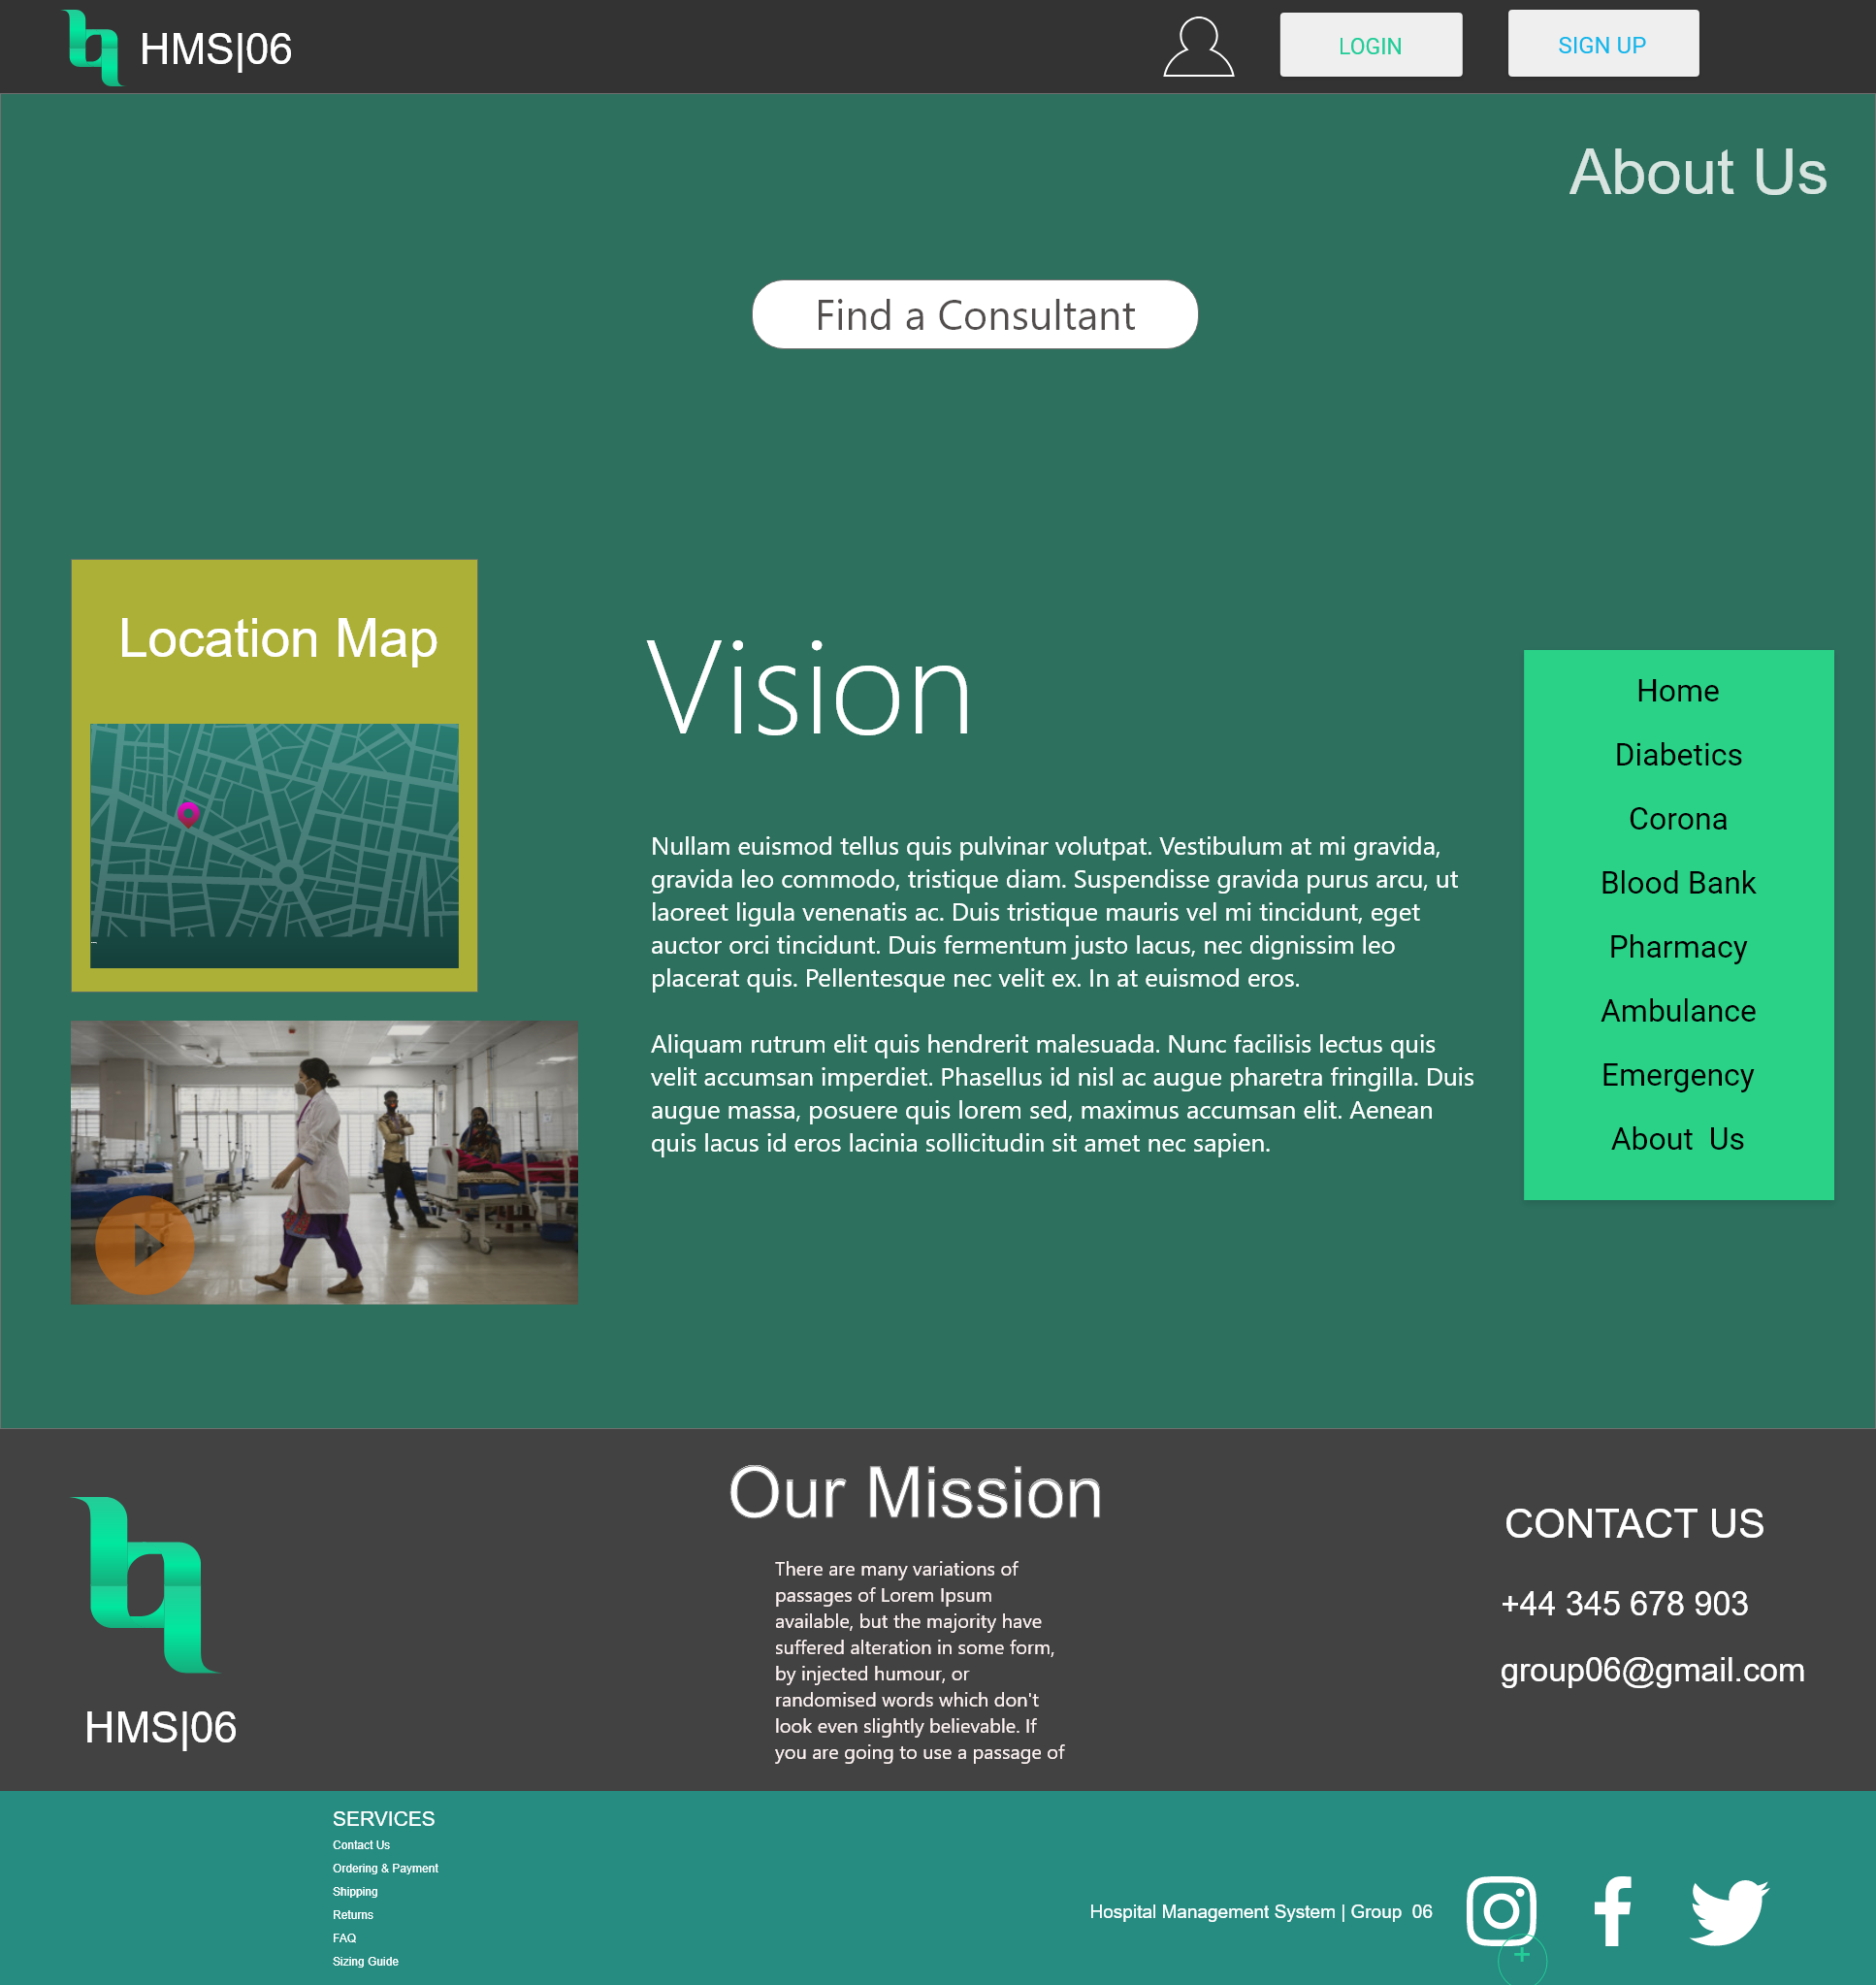 HMS|06
LOGIN
SIGN UP
About Us
Find a Consultant
Location Map
Vision
Nullam euismod tellus quis pulvinar volutpat. Vestibulum at mi gravida,
gravida leo commodo, tristique diam. Suspendisse gravida purus arcu, ut
laoreet ligula venenatis ac. Duis tristique mauris vel mi tincidunt, eget
auctor orci tincidunt. Duis fermentum justo lacus, nec dignissim leo
placerat quis. Pellentesque nec velit ex. In at euismod eros.
Aliquam rutrum elit quis hendrerit malesuada. Nunc facilisis lectus quis
velit accumsan imperdiet. Phasellus id nisl ac augue pharetra fringilla. Duis
augue massa, posuere quis lorem sed, maximus accumsan elit. Aenean
quis lacus id eros lacinia sollicitudin sit amet nec sapien.
Home
Diabetics
Corona
Blood Bank
Pharmacy
Ambulance
Emergency
About Us
HMS|06
Our Mission
There are many variations of
passages of Lorem Ipsum
available, but the majority have
suffered alteration in some form,
by injected humour, or
randomised words which don't
look even slightly believable. If
you are going to use a passage of
CONTACT US
+44 345 678 903
group06@gmail.com
SERVICES
Contact Us
Ordering & Payment
Shipping
Returns
FAQ
Sizing Guide
Hospital Management System | Group 06